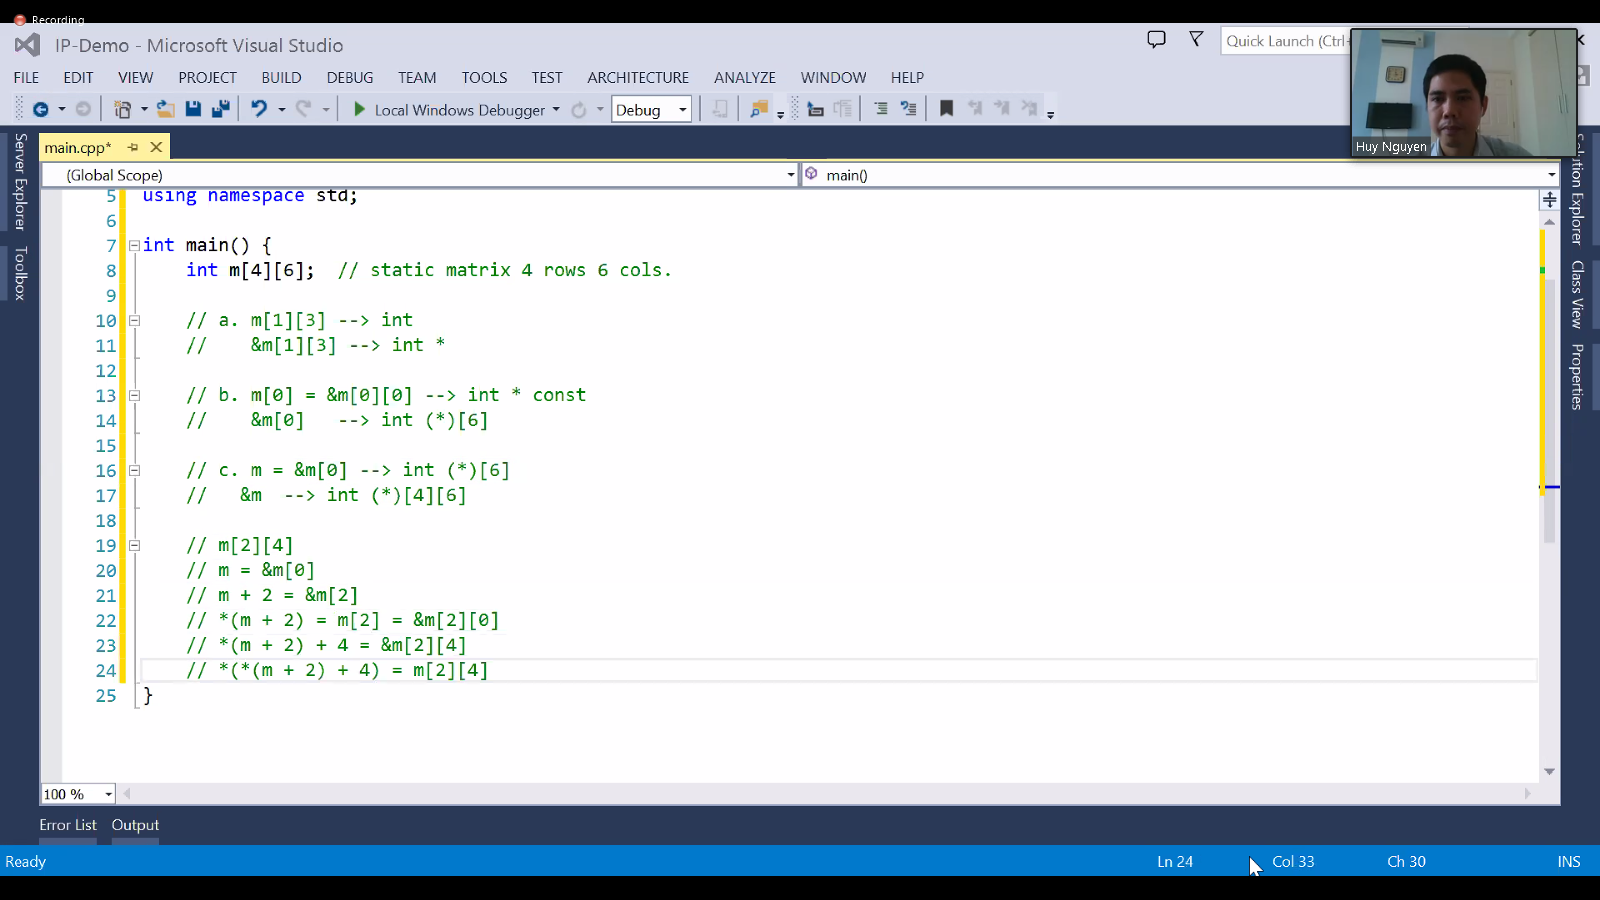 Recording
IP-Demo - Microsoft Visual Studio
Quick Launch (Ctrl+
FILE EDIT VIEW PROJECT BUILD DEBUG TEAM TOOLS TEST ARCHITECTURE ANALYZE WINDOW HELP
Local Windows Debugger Debug
Huy Nguyen
main.cpp*
(Global Scope) main()
Server Explorer
Toolbox
Solution Explorer
Class View
Properties
5 using namespace std;
6
7 int main() {
8 int m[4][6]; // static matrix 4 rows 6 cols.
9
10 // a. m[1][3] --> int
11 // &m[1][3] --> int *
12
13 // b. m[0] = &m[0][0] --> int * const
14 // &m[0] --> int (*)[6]
15
16 // c. m = &m[0] --> int (*)[6]
17 // &m --> int (*)[4][6]
18
19 // m[2][4]
20 // m = &m[0]
21 // m + 2 = &m[2]
22 // *(m + 2) = m[2] = &m[2][0]
23 // *(m + 2) + 4 = &m[2][4]
24 // *(*(m + 2) + 4) = m[2][4]
25 }
100 %
Error List Output
Ready Ln 24 Col 33 Ch 30 INS